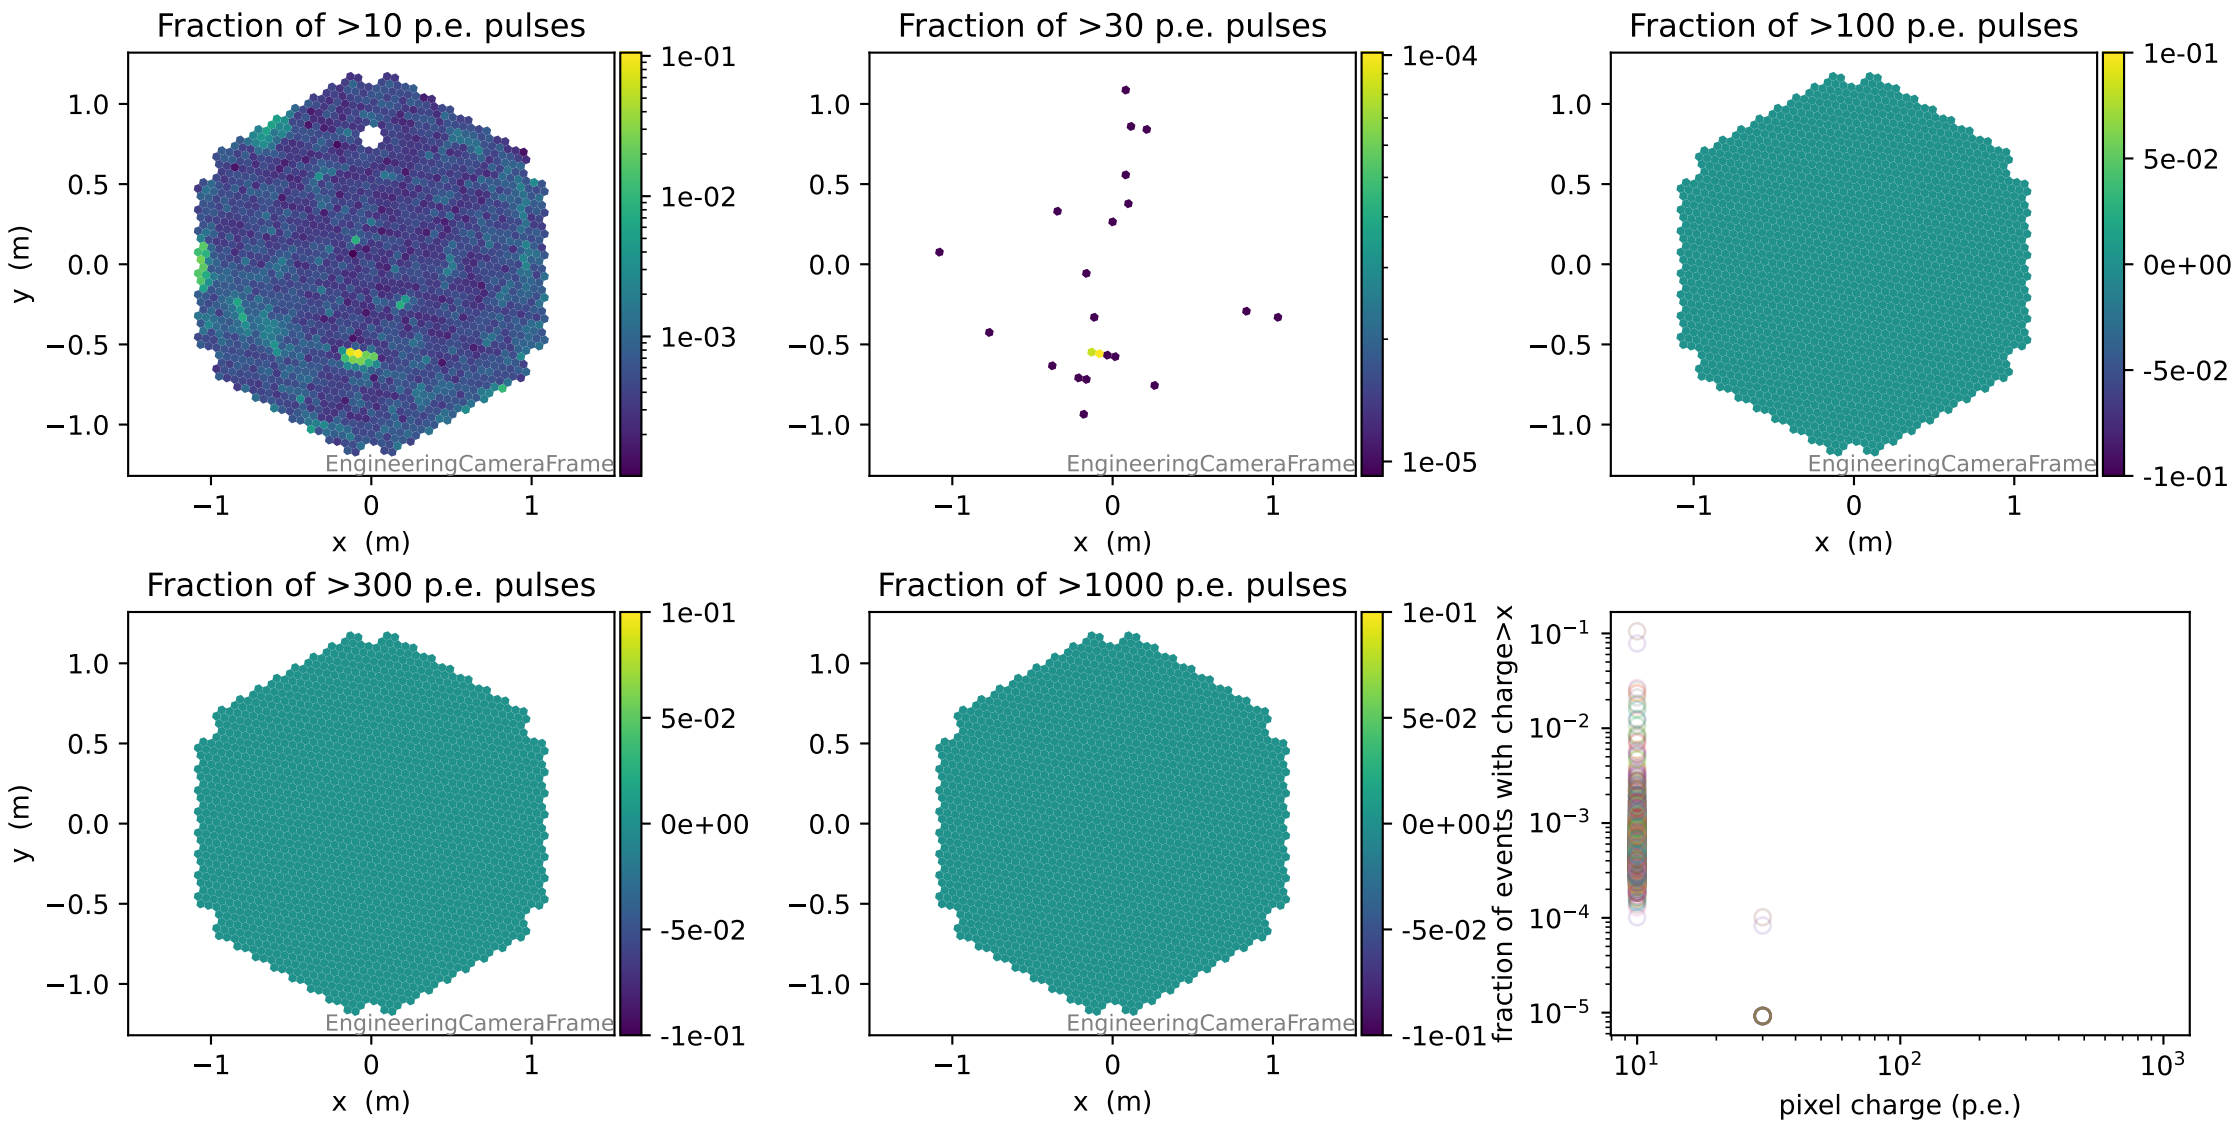 Fraction of >10 p.e. pulses
Fraction of >30 p.e. pulses
Fraction of >100 p.e. pulses
y (m)
1.0
0.5
0.0
−0.5
−1.0
−1
0
1
x (m)
EngineeringCameraFrame
1e-01
1e-02
1e-03
1.0
0.5
0.0
−0.5
−1.0
−1
0
1
x (m)
EngineeringCameraFrame
1e-04
1e-05
1.0
0.5
0.0
−0.5
−1.0
−1
0
1
x (m)
EngineeringCameraFrame
1e-01
5e-02
0e+00
-5e-02
-1e-01
Fraction of >300 p.e. pulses
Fraction of >1000 p.e. pulses
y (m)
1.0
0.5
0.0
−0.5
−1.0
−1
0
1
x (m)
EngineeringCameraFrame
1e-01
5e-02
0e+00
-5e-02
-1e-01
1.0
0.5
0.0
−0.5
−1.0
−1
0
1
x (m)
EngineeringCameraFrame
1e-01
5e-02
0e+00
-5e-02
-1e-01
fraction of events with charge>x
10⁻¹
10⁻²
10⁻³
10⁻⁴
10⁻⁵
10¹
10²
10³
pixel charge (p.e.)